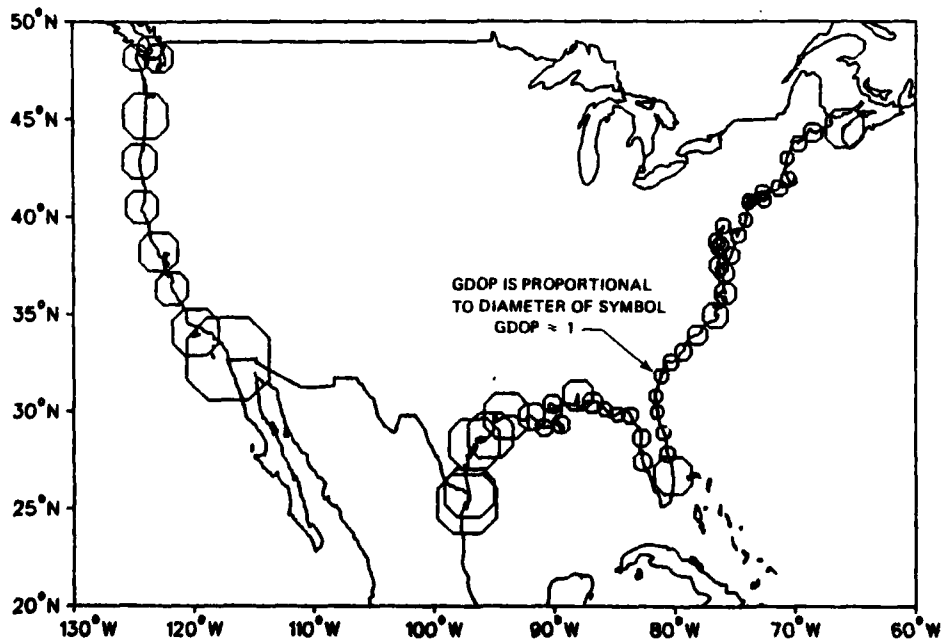 50°N
45°N
40°N
35°N
30°N
25°N
20°N
GDOP IS PROPORTIONAL
TO DIAMETER OF SYMBOL
GDOP ≈ 1
130°W 120°W 110°W 100°W 90°W 80°W 70°W 60°W